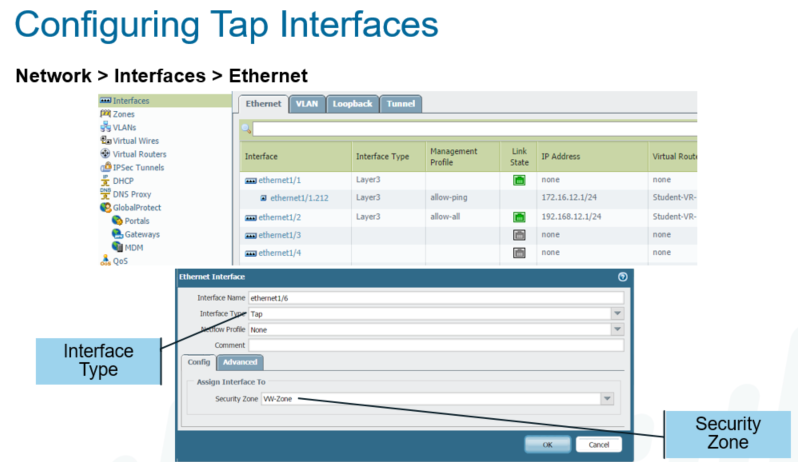 Configuring Tap Interfaces
Network > Interfaces > Ethernet
Interfaces
Zones
VLANs
Virtual Wires
Virtual Routers
IPSec Tunnels
DHCP
DNS Proxy
GlobalProtect
Portals
Gateways
MDM
QoS
Ethernet VLAN Loopback Tunnel
Interface Interface Type Management Profile Link State IP Address Virtual Route
ethernet1/1 Layer3 none none
ethernet1/1.212 Layer3 allow-ping 172.16.12.1/24 Student-VR-
ethernet1/2 Layer3 allow-all 192.168.12.1/24 Student-VR-
ethernet1/3 none none
ethernet1/4 none none
Ethernet Interface
Interface Name ethernet1/6
Interface Type Tap
Netflow Profile None
Comment
Config Advanced
Assign Interface To
Security Zone VW-Zone
OK Cancel
Interface
Type
Security
Zone